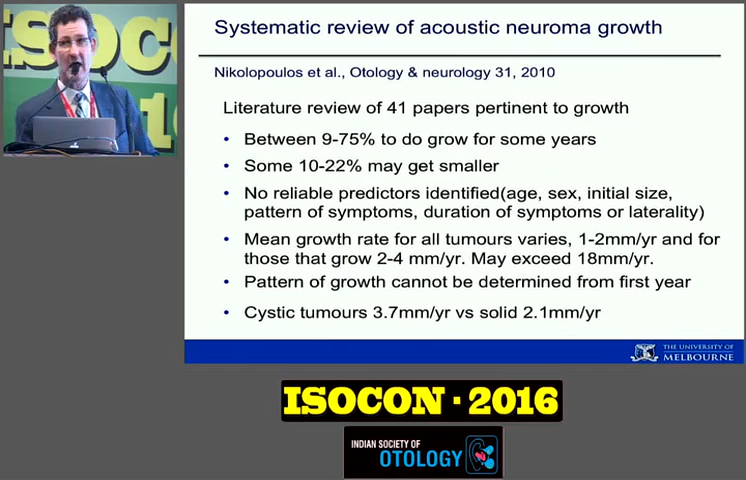 Systematic review of acoustic neuroma growth
Nikolopoulos et al., Otology & neurology 31, 2010
Literature review of 41 papers pertinent to growth
• Between 9-75% to do grow for some years
• Some 10-22% may get smaller
• No reliable predictors identified(age, sex, initial size,
pattern of symptoms, duration of symptoms or laterality)
• Mean growth rate for all tumours varies, 1-2mm/yr and for
those that grow 2-4 mm/yr. May exceed 18mm/yr.
• Pattern of growth cannot be determined from first year
• Cystic tumours 3.7mm/yr vs solid 2.1mm/yr
THE UNIVERSITY OF
MELBOURNE
ISOCON · 2016
INDIAN SOCIETY OF
OTOLOGY